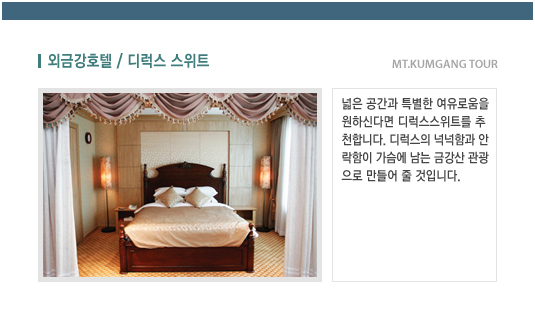 외금강호텔 / 디럭스 스위트
MT.KUMGANG TOUR
넓은 공간과 특별한 여유로움을
원하신다면 디럭스스위트를 추
천합니다. 디럭스의 넉넉함과 안
락함이 가슴에 남는 금강산 관광
으로 만들어 줄 것입니다.